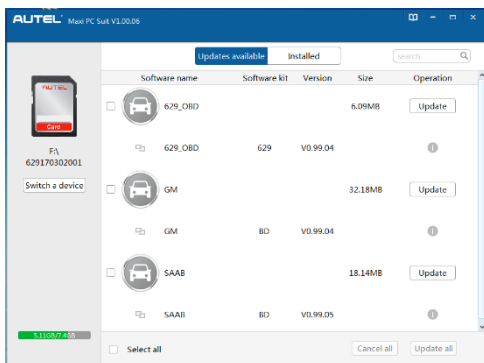 AUTEL Maxi PC Suit V1.00.06
Updates available Installed
search
Software name Software kit Version Size Operation
AUTEL
Card
F:\
629170302001
Switch a device
629_OBD 6.09MB Update
629_OBD 629 V0.99.04
GM 32.18MB Update
GM BD V0.99.04
SAAB 18.14MB Update
SAAB BD V0.99.05
5.11GB/7.4GB
Select all Cancel all Update all